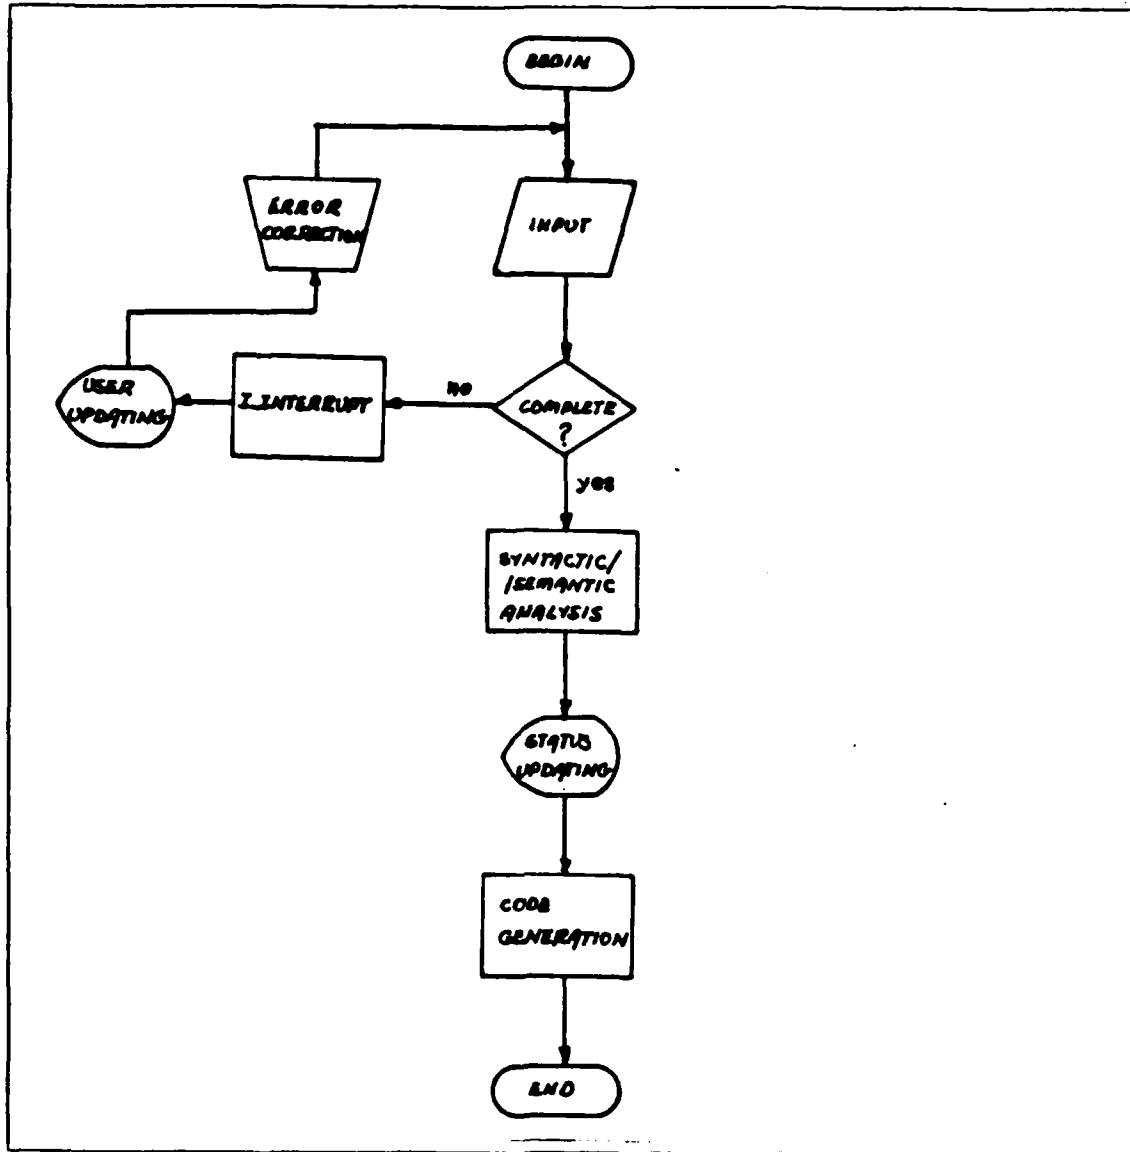 BEGIN
ERROR
CORRECTION
INPUT
USER
UPDATING
I_INTERRUPT
no
COMPLETE
?
yes
SYNTACTIC/
/SEMANTIC
ANALYSIS
STATUS
UPDATING
CODE
GENERATION
END